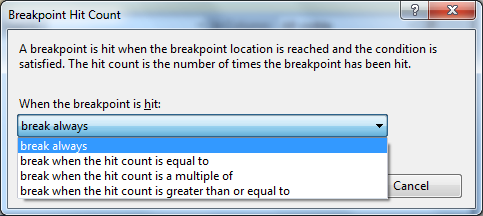 Breakpoint Hit Count
A breakpoint is hit when the breakpoint location is reached and the condition is
satisfied. The hit count is the number of times the breakpoint has been hit.
When the breakpoint is hit:
break always
break always
break when the hit count is equal to
break when the hit count is a multiple of
break when the hit count is greater than or equal to
Cancel